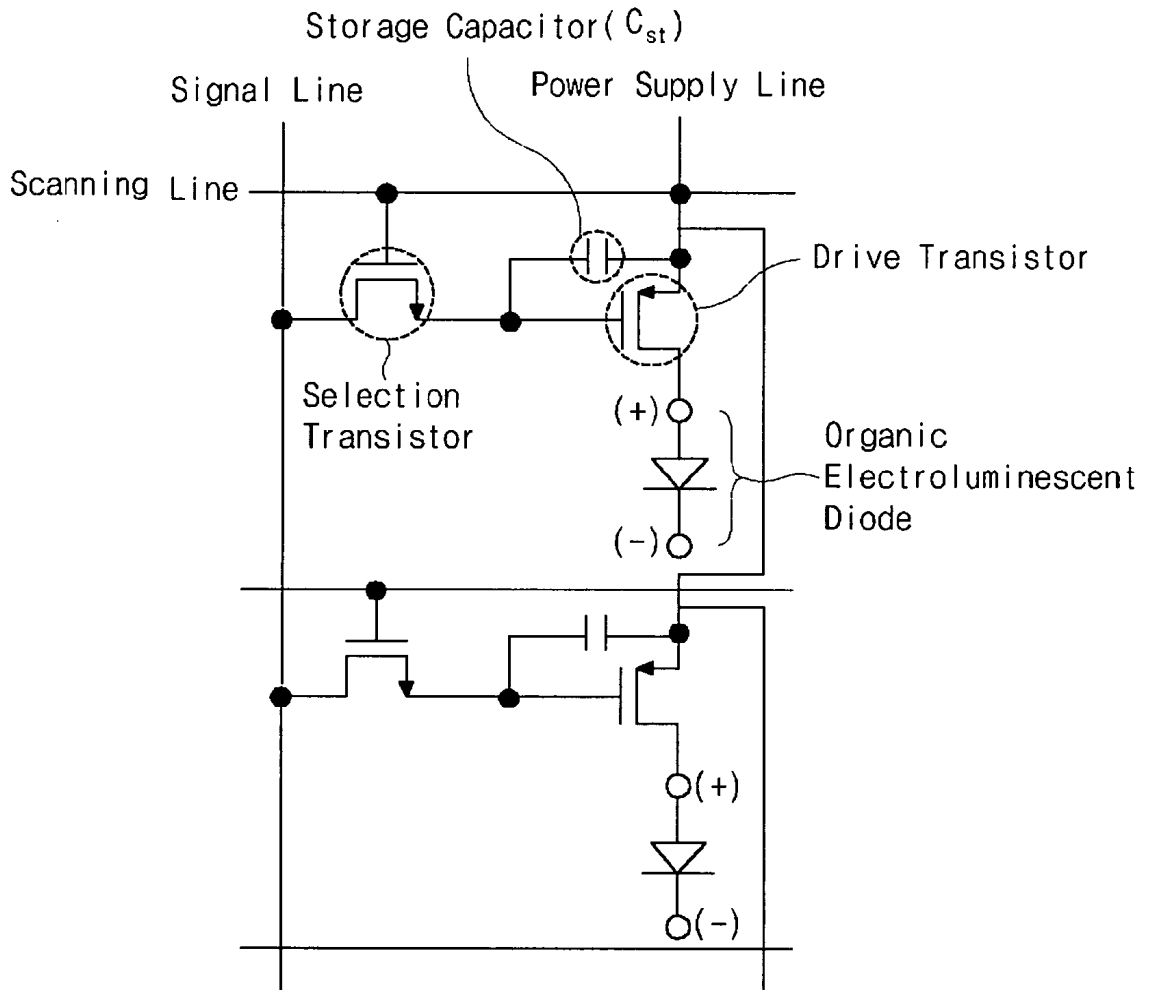 Storage Capacitor(Cst)
Signal Line
Power Supply Line
Scanning Line
Drive Transistor
Selection
Transistor
(+)
Organic
Electroluminescent
Diode
(-)
(+)
(-)